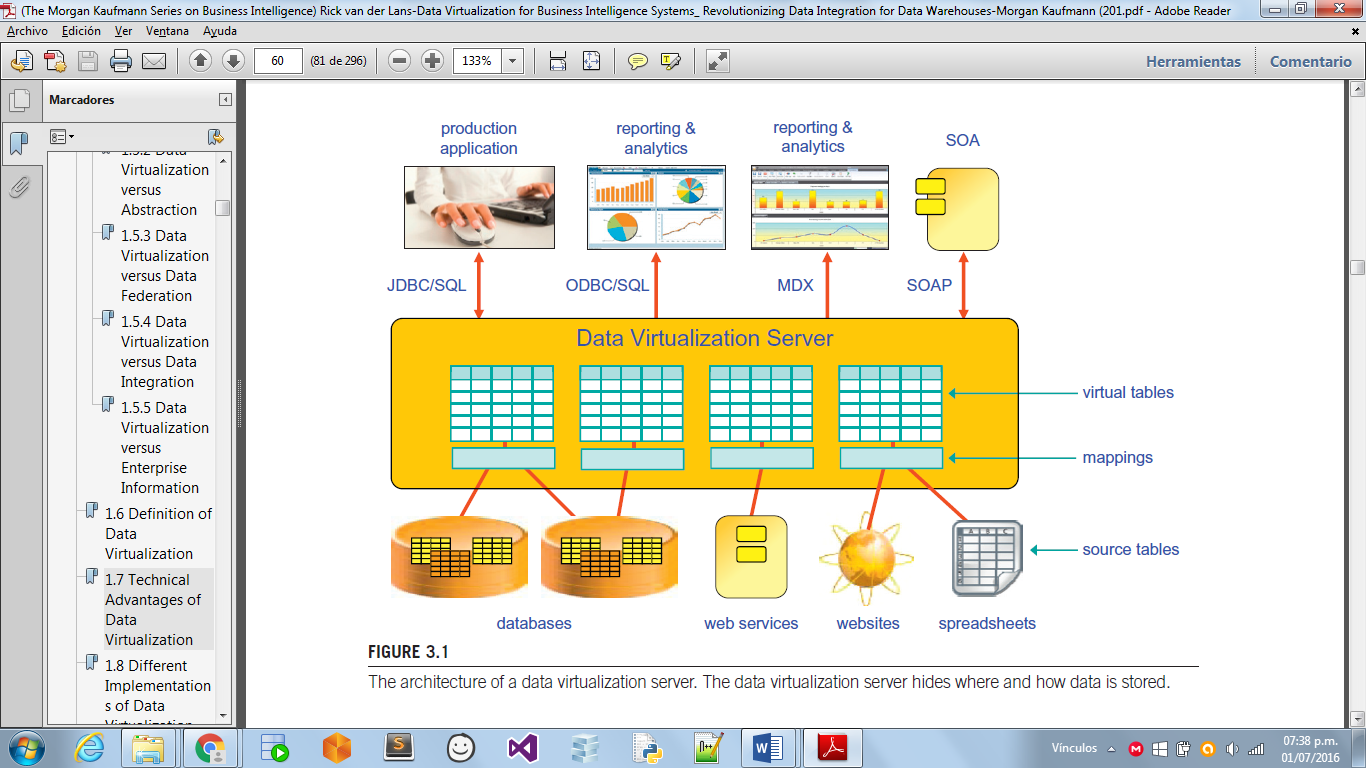 (The Morgan Kaufmann Series on Business Intelligence) Rick van der Lans-Data Virtualization for Business Intelligence Systems_ Revolutionizing Data Integration for Data Warehouses-Morgan Kaufmann (201.pdf - Adobe Reader
Archivo Edición Ver Ventana Ayuda
60 (81 de 296) 133% Herramientas Comentario
Marcadores
1.5.2 Data
Virtualization
versus
Abstraction
1.5.3 Data
Virtualization
versus Data
Federation
1.5.4 Data
Virtualization
versus Data
Integration
1.5.5 Data
Virtualization
versus
Enterprise
Information
1.6 Definition of
Data
Virtualization
1.7 Technical
Advantages of
Data
Virtualization
1.8 Different
Implementation
s of Data
Virtualization
production
application
reporting &
analytics
reporting &
analytics
SOA
JDBC/SQL
ODBC/SQL
MDX
SOAP
Data Virtualization Server
virtual tables
mappings
source tables
A B C
databases
web services
websites
spreadsheets
FIGURE 3.1
The architecture of a data virtualization server. The data virtualization server hides where and how data is stored.
Vínculos
07:38 p.m.
01/07/2016